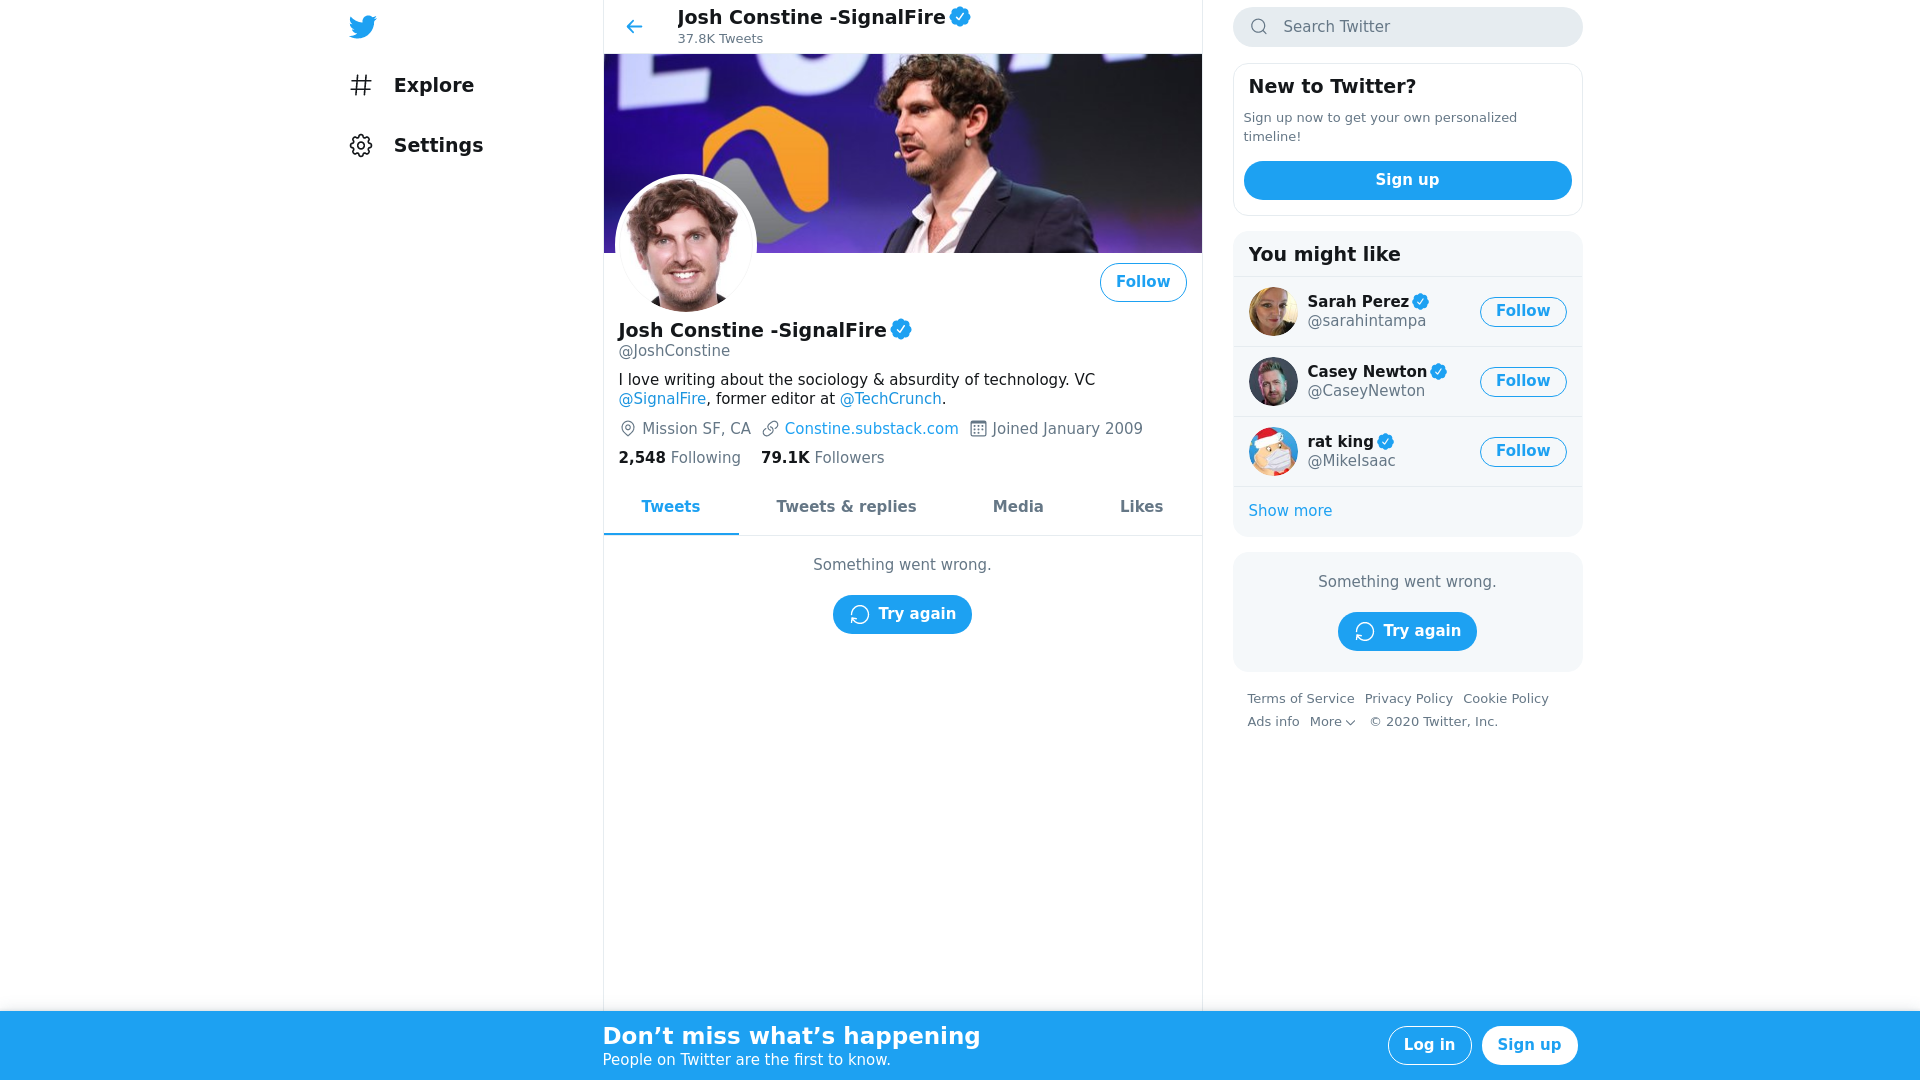 Explore
Settings
Josh Constine -SignalFire
37.8K Tweets
Follow
Josh Constine -SignalFire
@JoshConstine
I love writing about the sociology & absurdity of technology. VC
@SignalFire, former editor at @TechCrunch.
Mission SF, CA Constine.substack.com Joined January 2009
2,548 Following 79.1K Followers
Tweets Tweets & replies Media Likes
Something went wrong.
Try again
Search Twitter
New to Twitter?
Sign up now to get your own personalized
timeline!
Sign up
You might like
Sarah Perez
@sarahintampa
Follow
Casey Newton
@CaseyNewton
Follow
rat king
@MikeIsaac
Follow
Show more
Something went wrong.
Try again
Terms of Service Privacy Policy Cookie Policy
Ads info More © 2020 Twitter, Inc.
Don’t miss what’s happening
People on Twitter are the first to know.
Log in Sign up